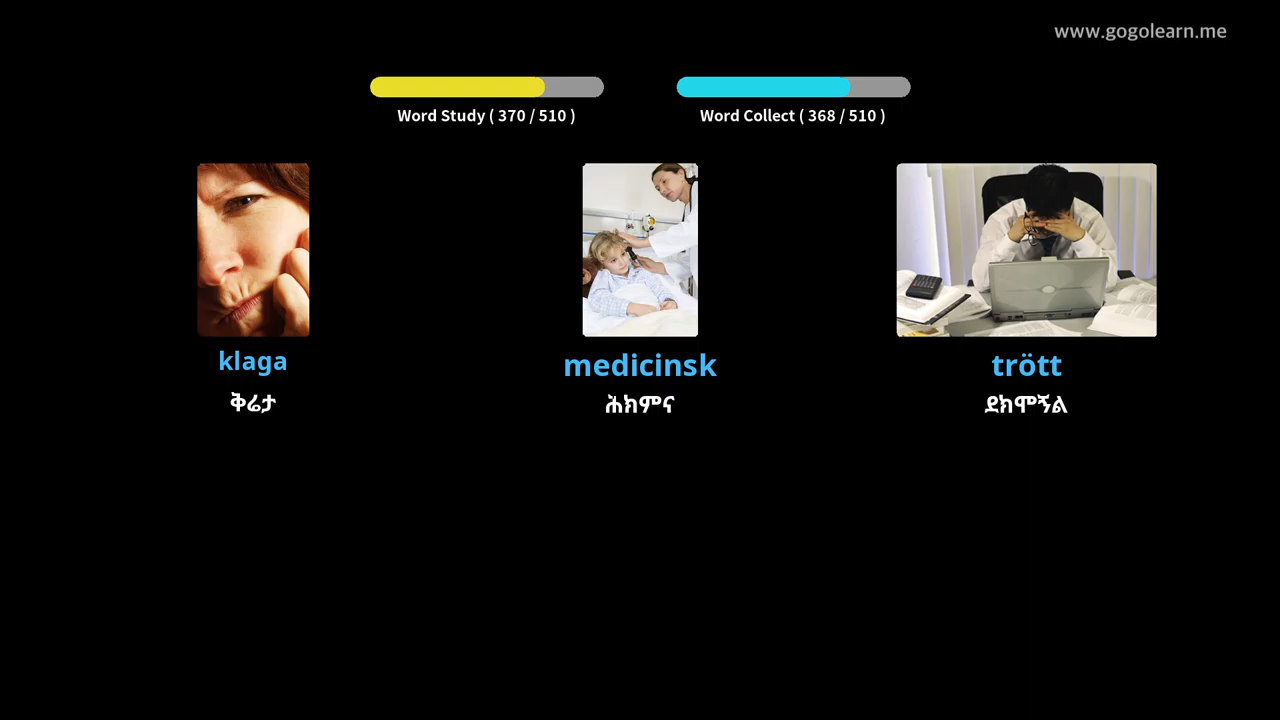 www.gogolearn.me
Word Study ( 370 / 510 )
Word Collect ( 368 / 510 )
klaga
medicinsk
trött
ቅሬታ
ሕክምና
ደክሞኝል